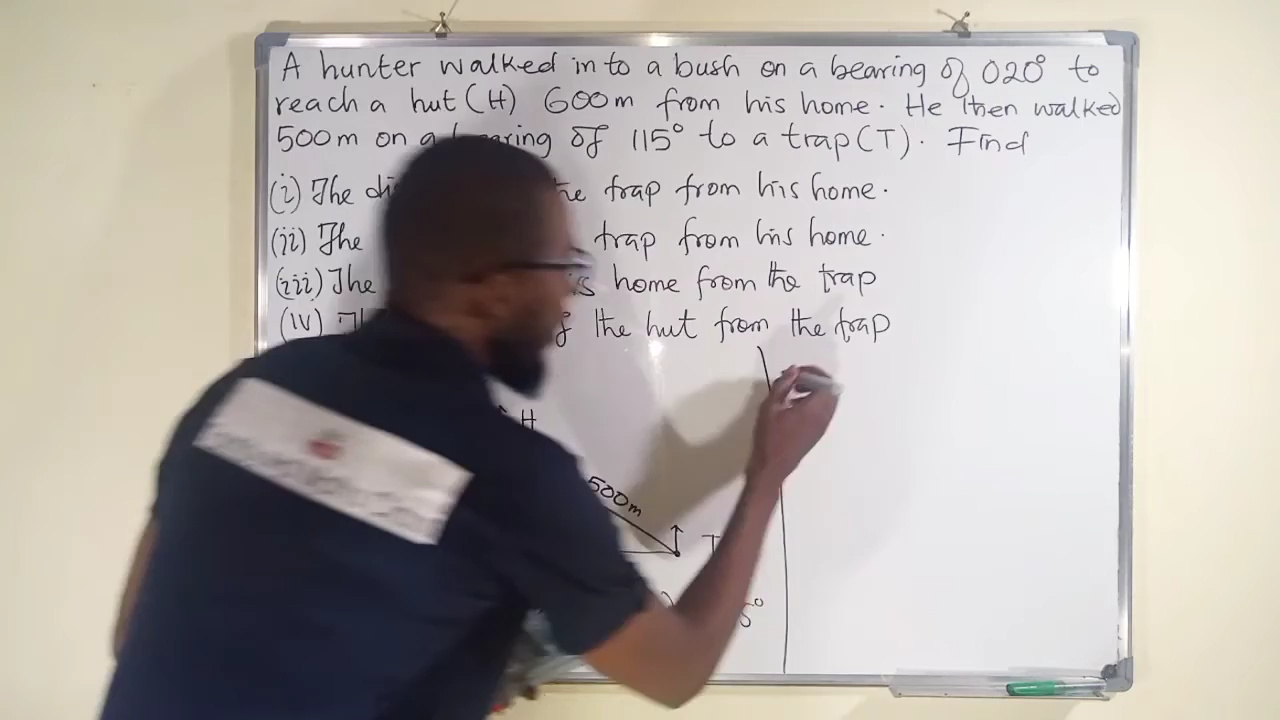 A hunter walked in to a bush on a bearing of 020° to
reach a hut (H) 600m from his home. He then walked
500m on a bearing of 115° to a trap (T). Find
(i) The the trap from his home.
(ii) The trap from his home.
(iii) The home from the trap
(iv) the hut from the trap
H
500m
T